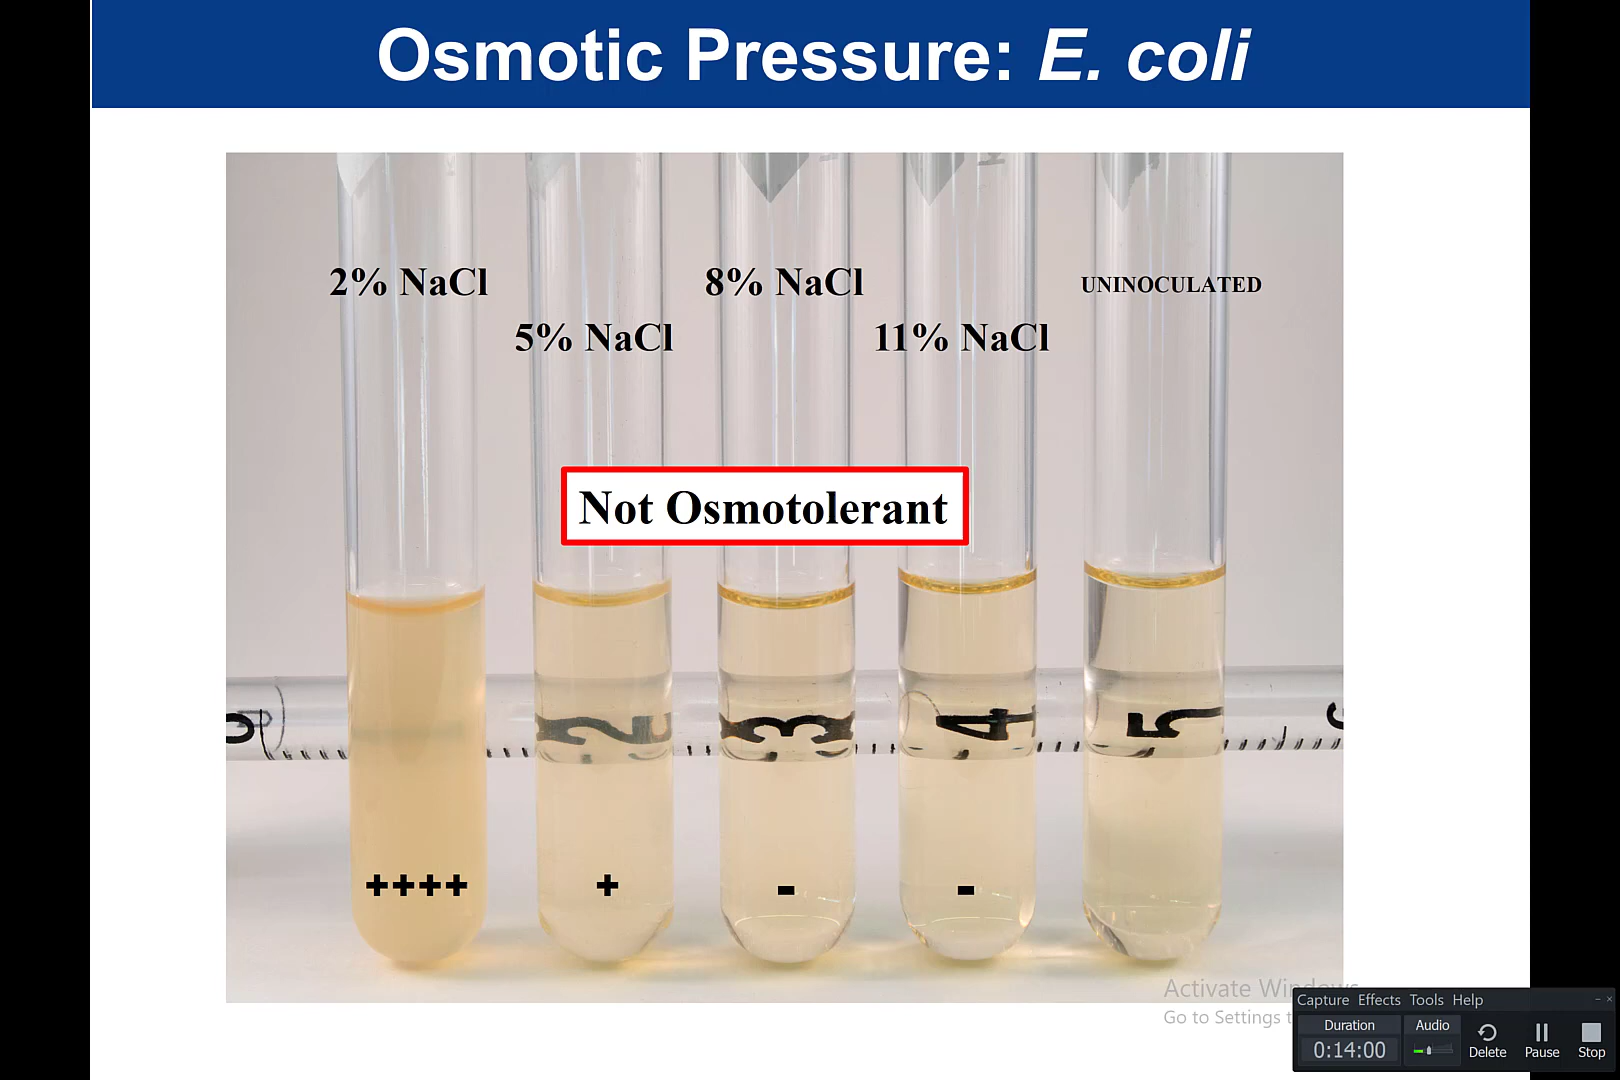 Osmotic Pressure: E. coli
2% NaCl
5% NaCl
8% NaCl
11% NaCl
UNINOCULATED
Not Osmotolerant
2
3
4
5
++++
+
-
-
Activate Windows
Go to Settings t
Capture Effects Tools Help
Duration
0:14:00
Audio
Delete
Pause
Stop